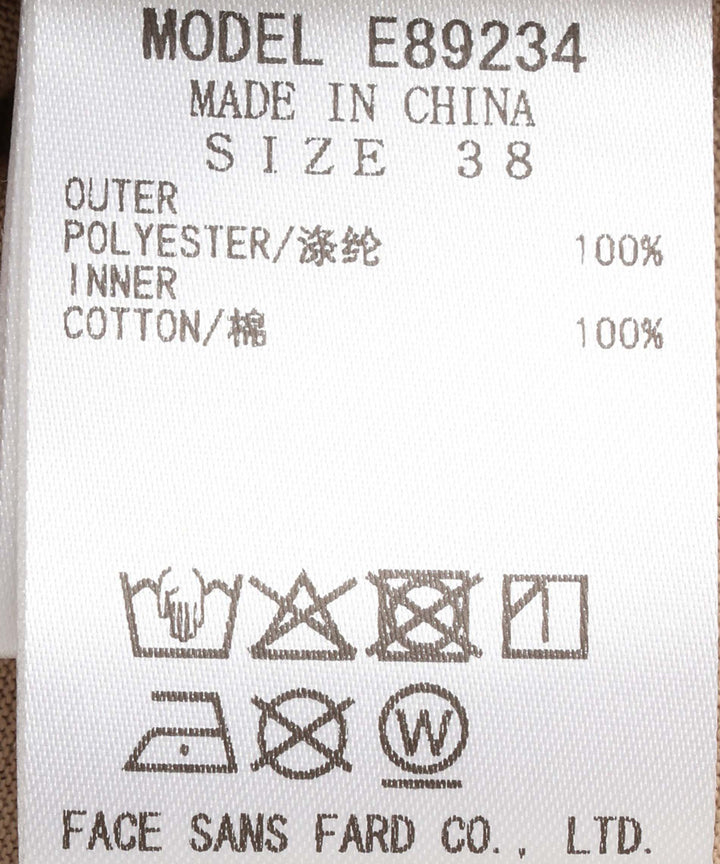 MODEL E89234
MADE IN CHINA
SIZE 38
OUTER
POLYESTER/涤纶 100%
INNER
COTTON/棉 100%
W
FACE SANS FARD CO., LTD.